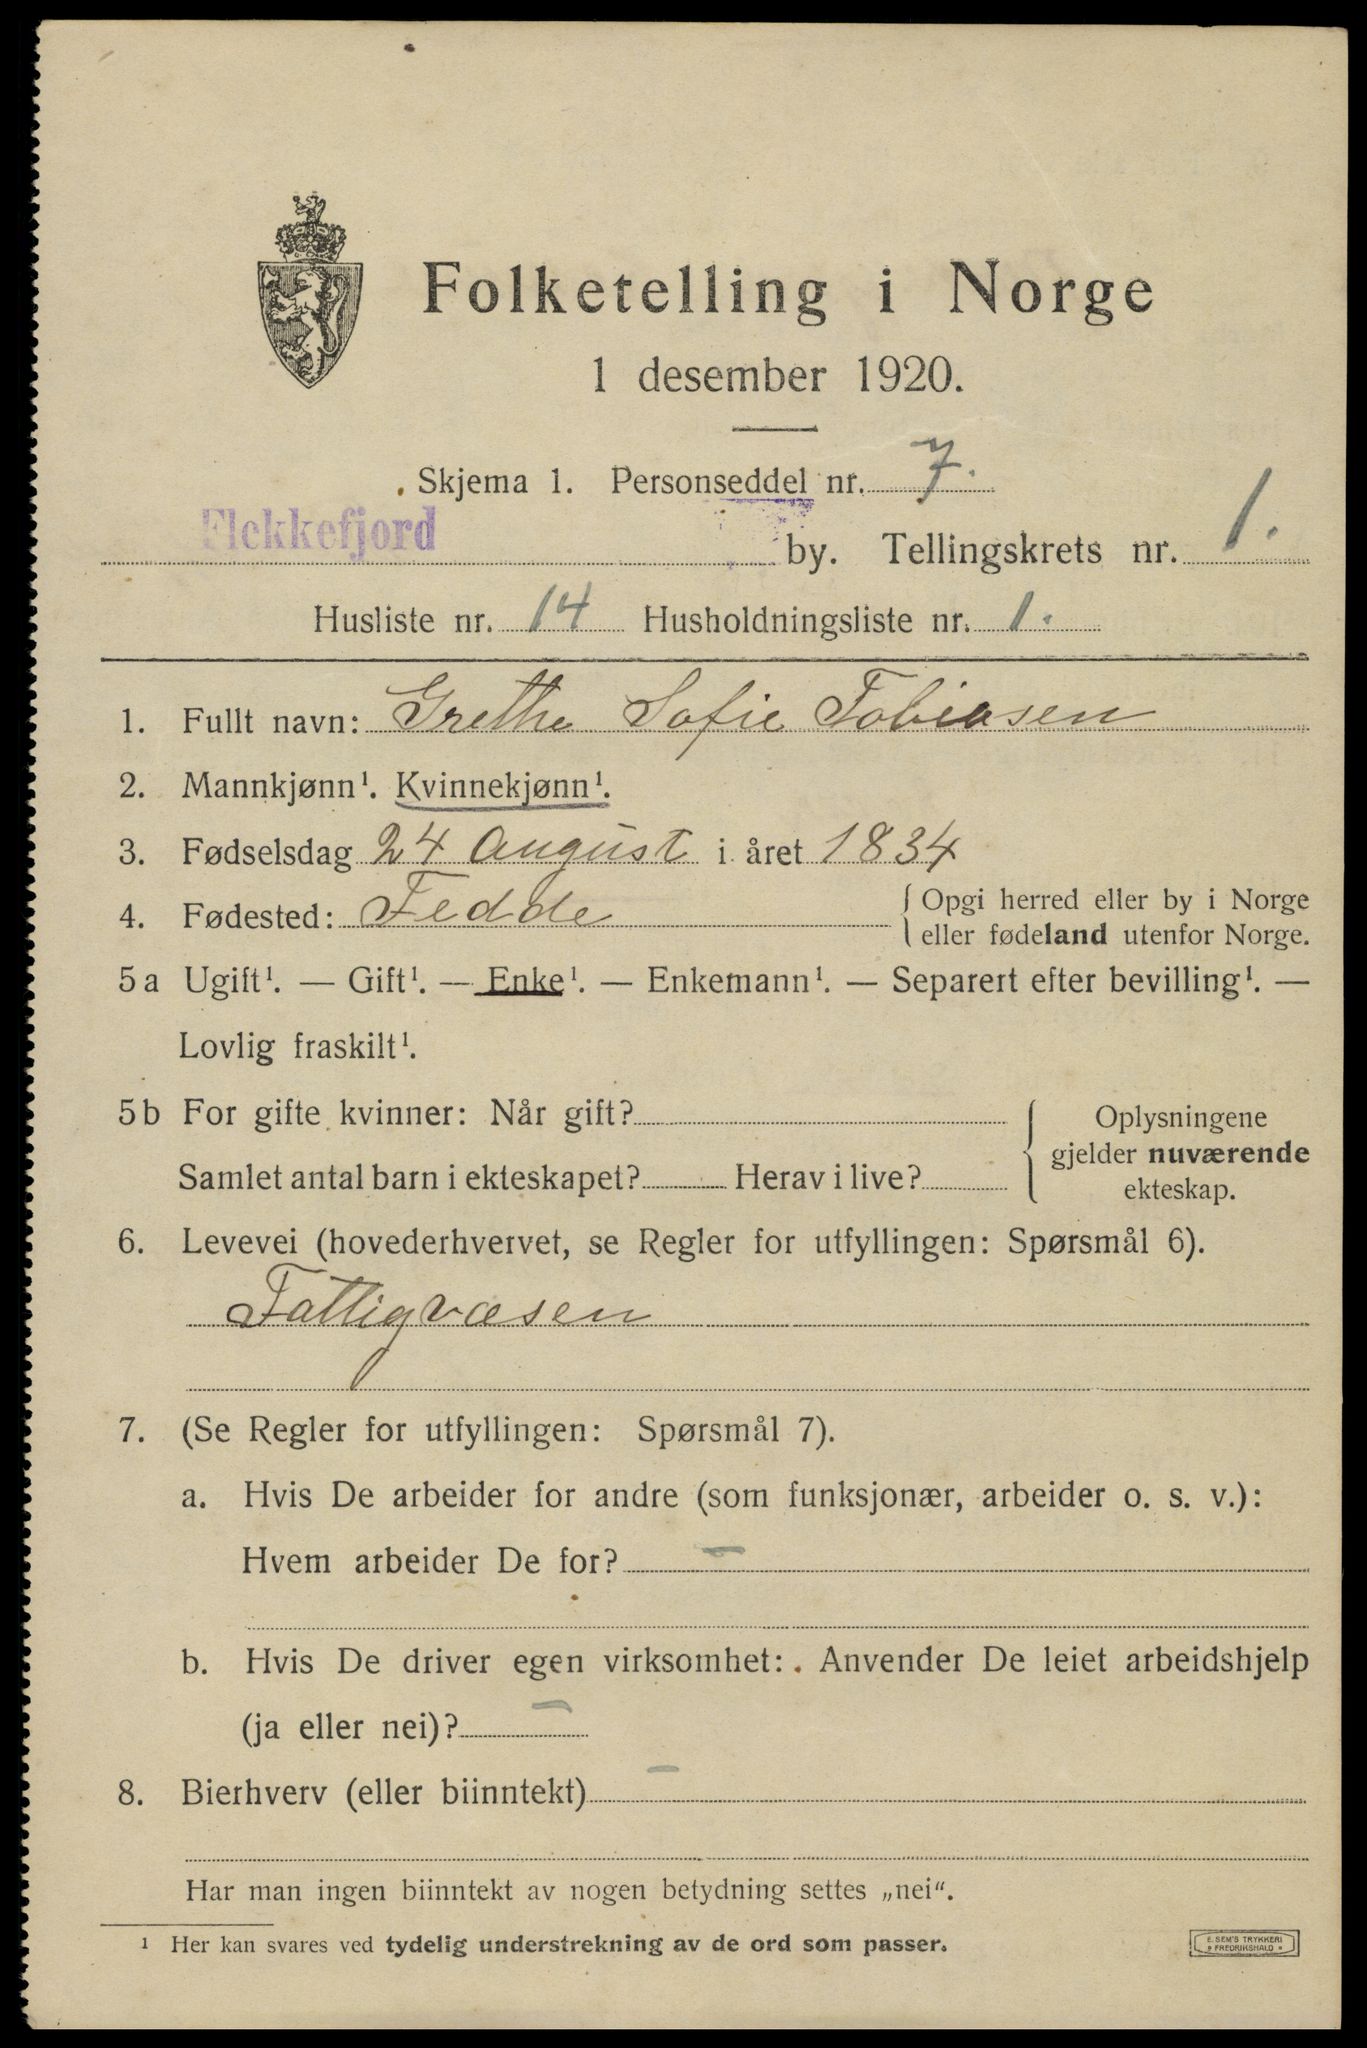 Folketelling i Norge
1 desember 1920.
Skjema 1. Personseddel nr. 7.
Flekkefjord by. Tellingskrets nr. 1.
Husliste nr. 14 Husholdningsliste nr. 1.
1. Fullt navn: Grethe Sofie Tobiasen
2. Mannkjønn¹. Kvinnekjønn¹.
3. Fødselsdag 24 august i året 1834
4. Fødested: Fedde { Opgi herred eller by i Norge
eller fødeland utenfor Norge.
5a Ugift¹. — Gift¹. — Enke¹. — Enkemann¹. — Separert efter bevilling¹. —
Lovlig fraskilt¹.
5b For gifte kvinner: Når gift?
Samlet antal barn i ekteskapet? Herav i live?
{ Oplysningene
gjelder nuværende
ekteskap.
6. Levevei (hovederhvervet, se Regler for utfyllingen: Spørsmål 6).
Fattigvæsen
7. (Se Regler for utfyllingen: Spørsmål 7).
a. Hvis De arbeider for andre (som funksjonær, arbeider o. s. v.):
Hvem arbeider De for? —
b. Hvis De driver egen virksomhet: Anvender De leiet arbeidshjelp
(ja eller nei)? —
8. Bierhverv (eller biinntekt) —
Har man ingen biinntekt av nogen betydning settes „nei“.
¹ Her kan svares ved tydelig understrekning av de ord som passer.
E. SEM'S TRYKKERI
* FREDRIKSHALD *